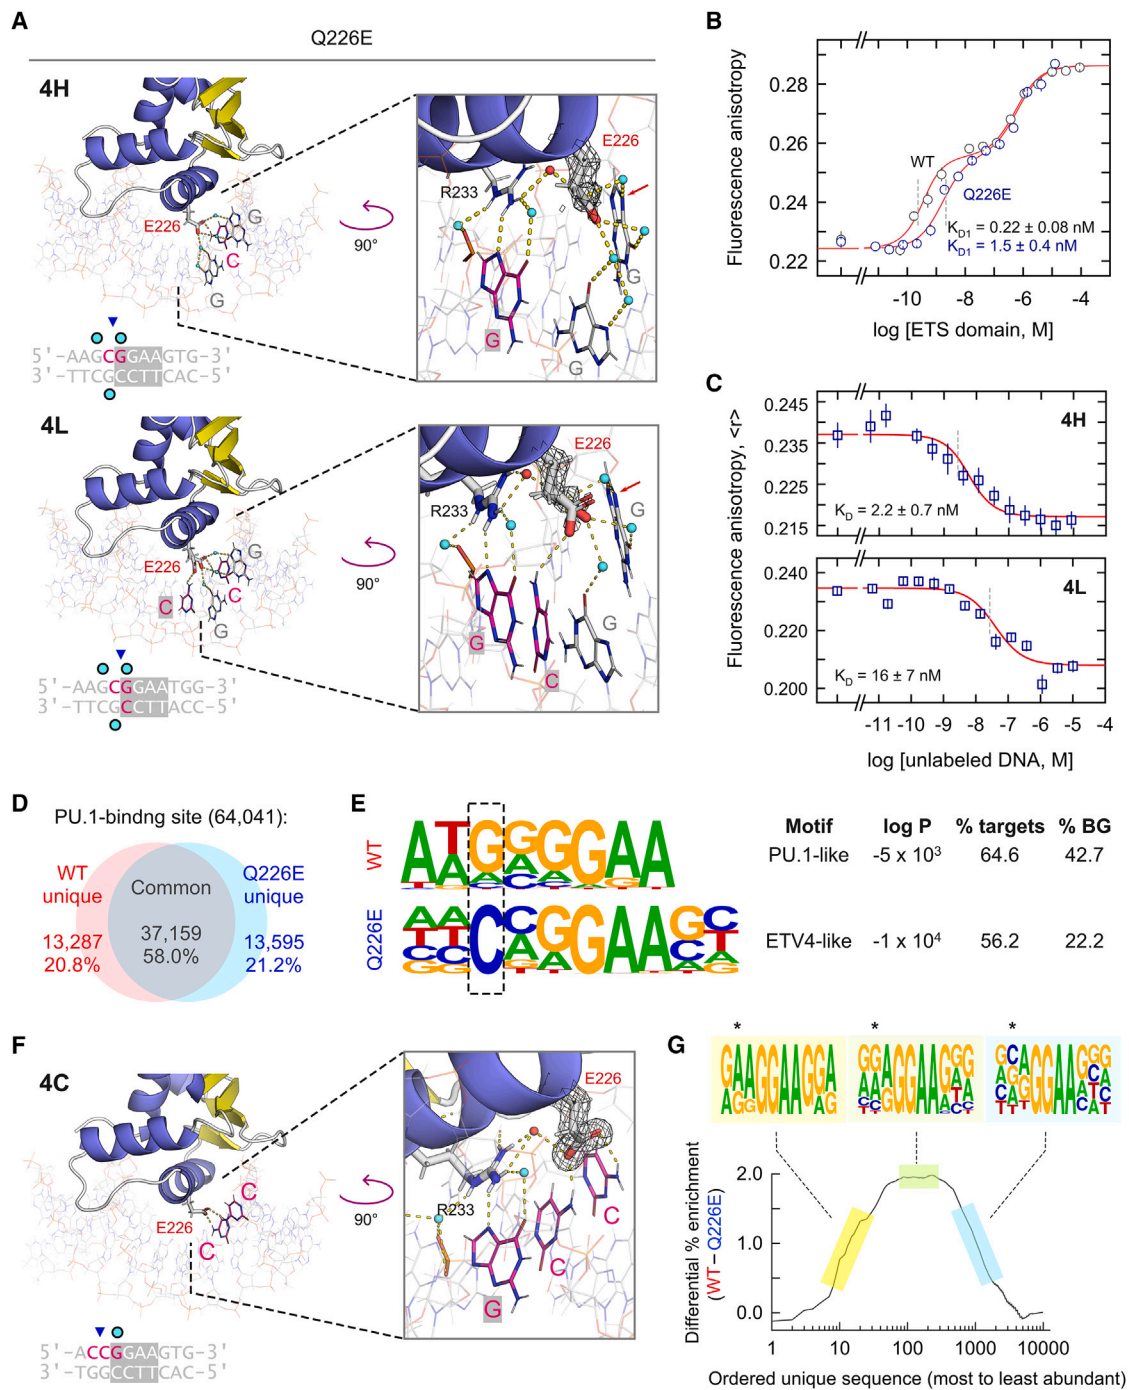 A
Q226E
4H
E226
G
C
G
90°
E226
R233
G
G
5'-AAGCGGAAGTG-3'
3'-TTCGCCTTCAC-5'
4L
E226
G
C
C
G
90°
E226
R233
G
G
G
C
5'-AAGCGGAATGG-3'
3'-TTCGCCTTACC-5'
B
Fluorescence anisotropy
0.28
0.26
0.24
0.22
WT
Q226E
KD1 = 0.22 ± 0.08 nM
KD1 = 1.5 ± 0.4 nM
-10 -8 -6 -4
log [ETS domain, M]
C
Fluorescence anisotropy, <r>
0.245
0.235
0.225
0.215
4H
KD = 2.2 ± 0.7 nM
0.240
0.220
0.200
4L
KD = 16 ± 7 nM
-11 -10 -9 -8 -7 -6 -5 -4
log [unlabeled DNA, M]
D
PU.1-bindng site (64,041):
WT
unique
Common
Q226E
unique
13,287
20.8%
37,159
58.0%
13,595
21.2%
E
WT
Q226E
Motif log P % targets % BG
PU.1-like -5 x 10³ 64.6 42.7
ETV4-like -1 x 10⁴ 56.2 22.2
F
4C
E226
C
C
90°
E226
R233
C
C
G
5'-ACCGGAAGTG-3'
3'-TGGCCTTCAC-5'
G
* * *
Differential % enrichment
(WT−Q226E)
2.0
1.0
0.0
1 10 100 1000 10000
Ordered unique sequence (most to least abundant)